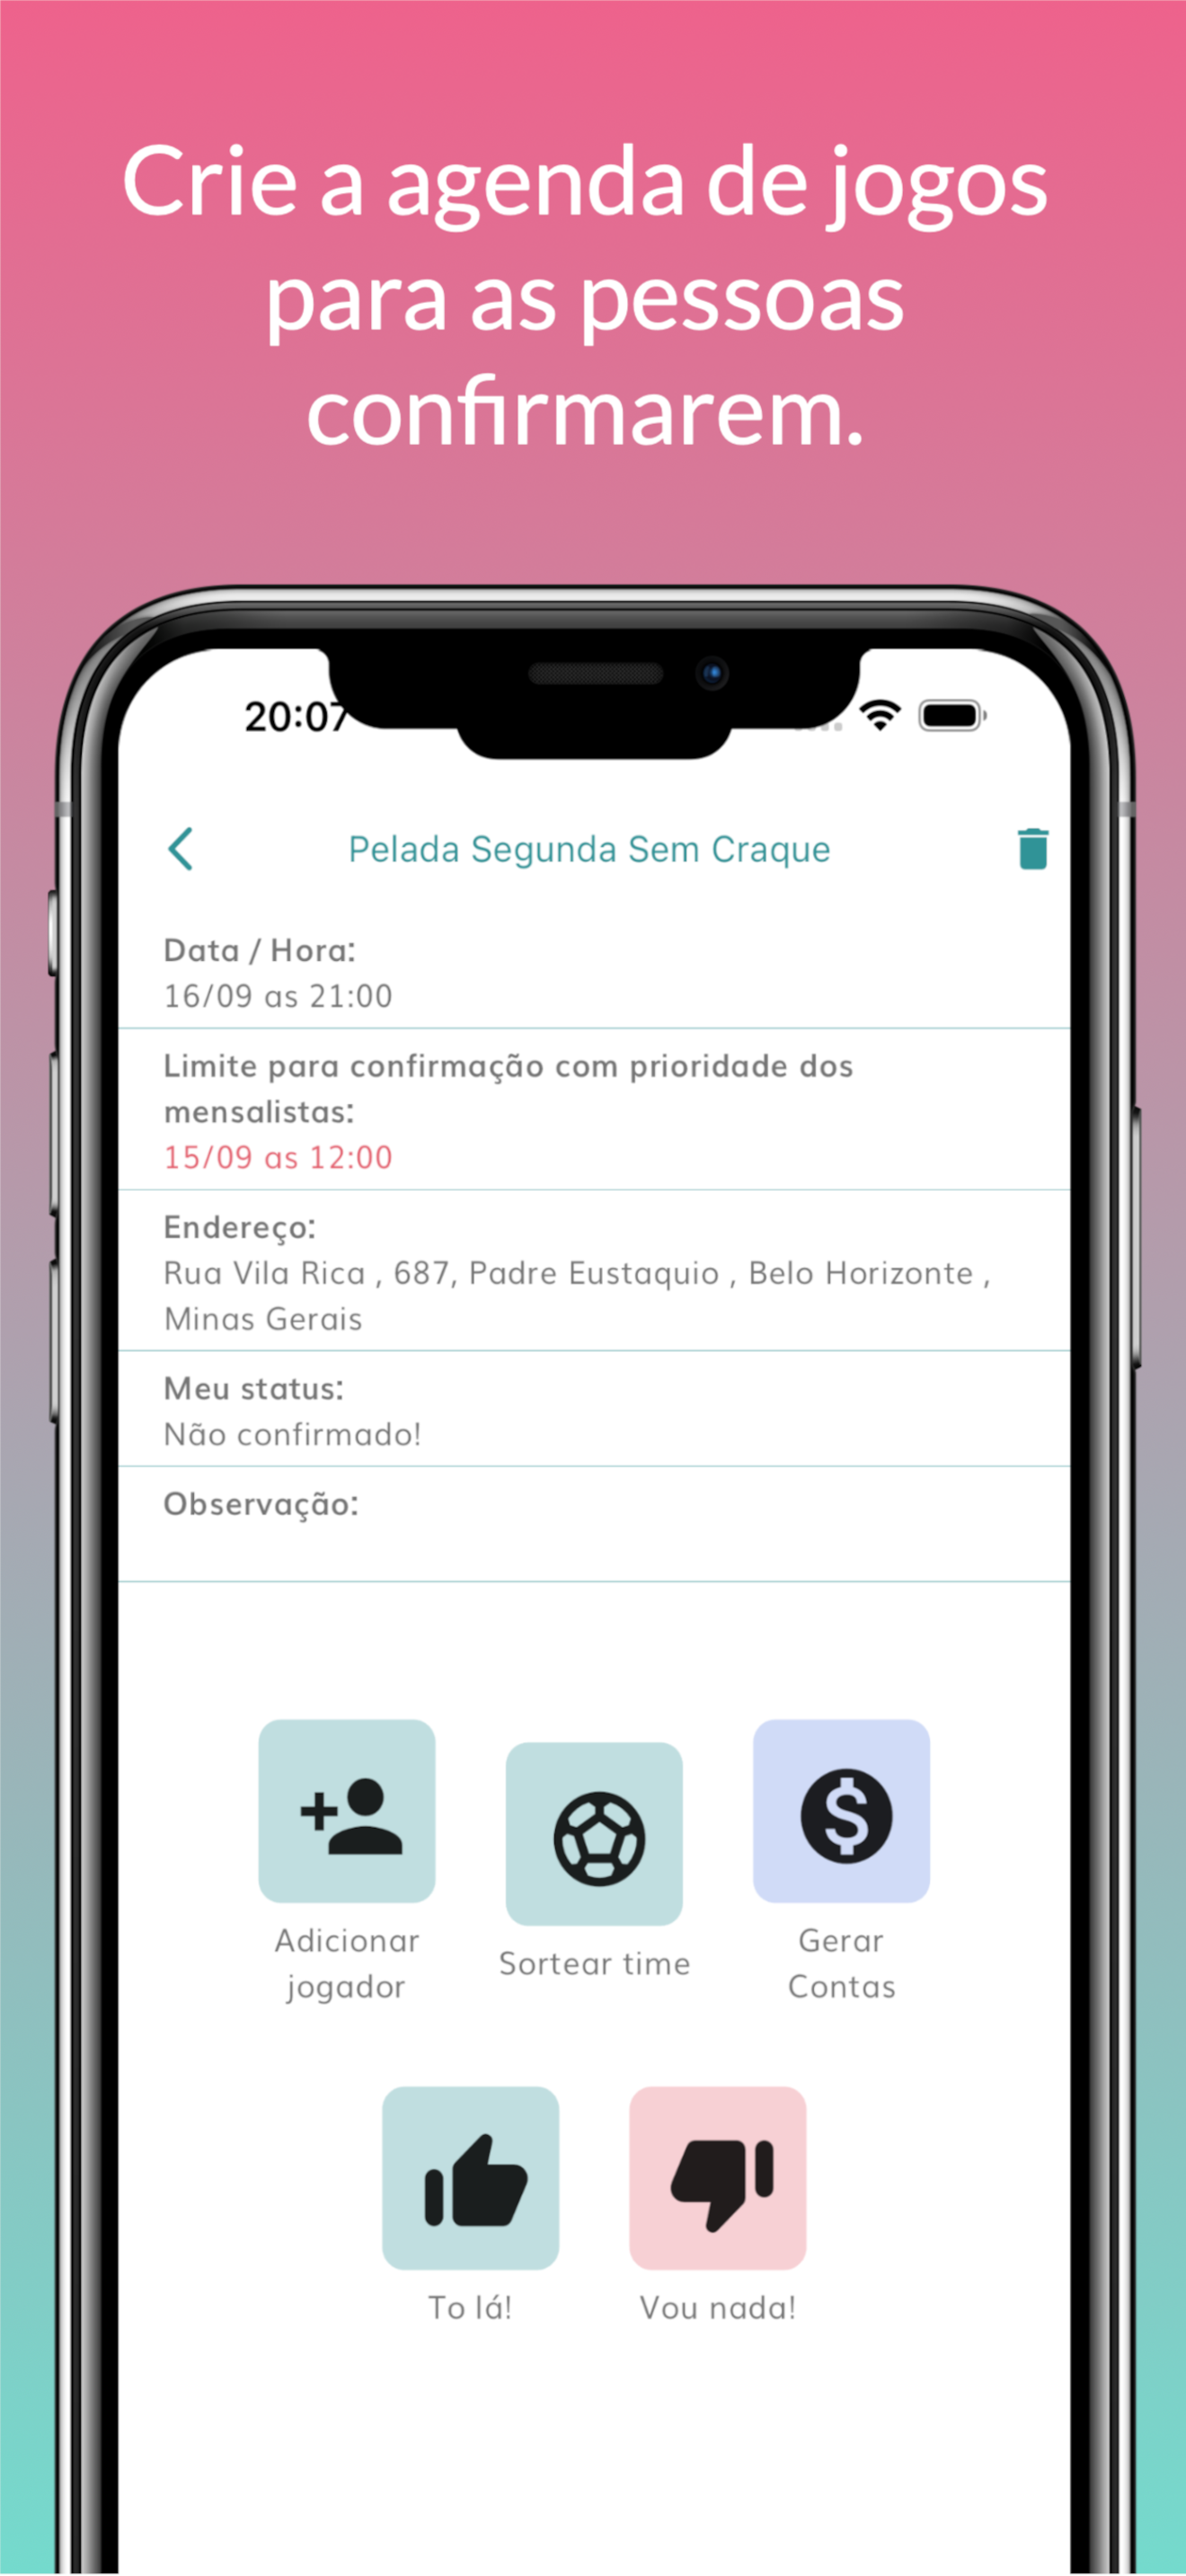 Crie a agenda de jogos
para as pessoas
confirmarem.
20:07
Pelada Segunda Sem Craque
Data / Hora:
16/09 as 21:00
Limite para confirmação com prioridade dos
mensalistas:
15/09 as 12:00
Endereço:
Rua Vila Rica , 687, Padre Eustaquio , Belo Horizonte ,
Minas Gerais
Meu status:
Não confirmado!
Observação:
Adicionar
jogador
Sortear time
Gerar
Contas
To lá!
Vou nada!